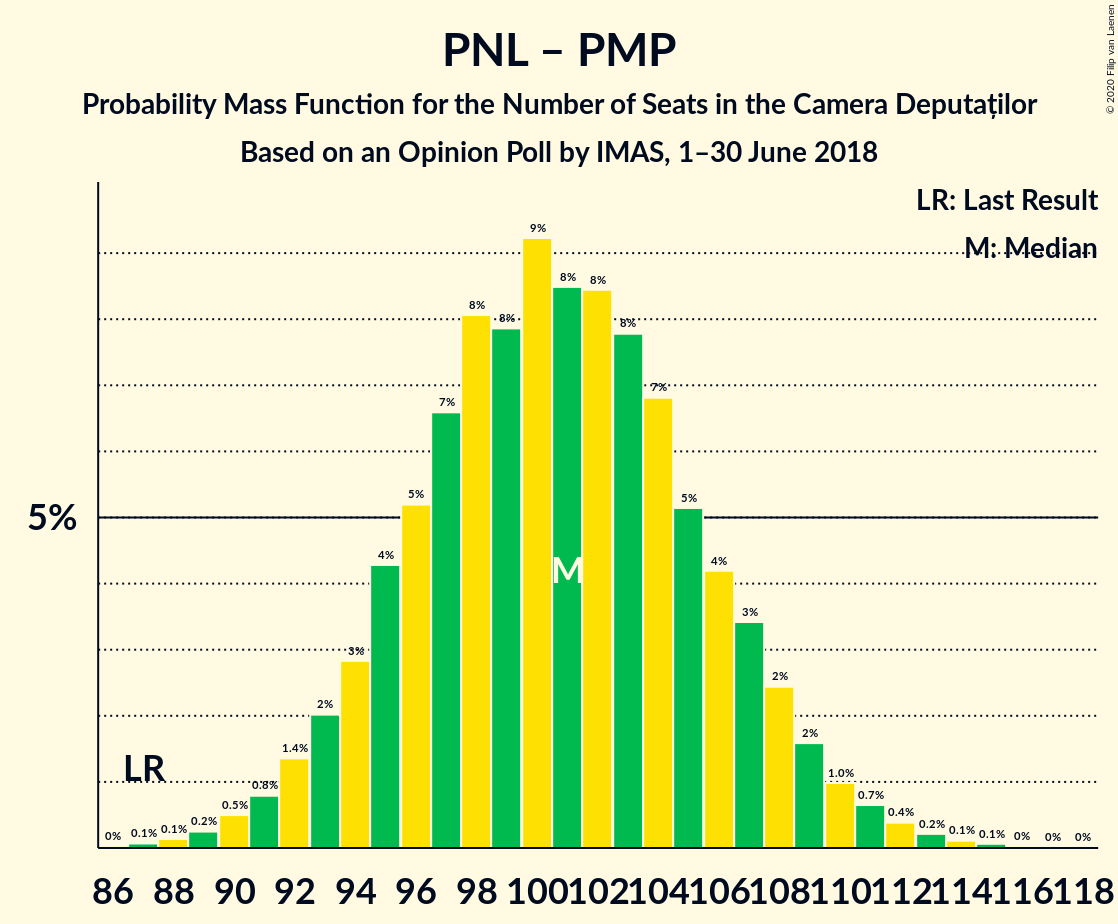 PNL – PMP
Probability Mass Function for the Number of Seats in the Camera Deputaților
Based on an Opinion Poll by IMAS, 1–30 June 2018
© 2020 Filip van Laenen
LR: Last Result
M: Median
5%
LR
M
0% 0.1% 0.1% 0.2% 0.5% 0.8% 1.4% 2% 3% 4% 5% 7% 8% 8% 9% 8% 8% 8% 7% 5% 4% 3% 2% 2% 1.0% 0.7% 0.4% 0.2% 0.1% 0.1% 0% 0% 0%
86 88 90 92 94 96 98 100 102 104 106 108 110 112 114 116 118